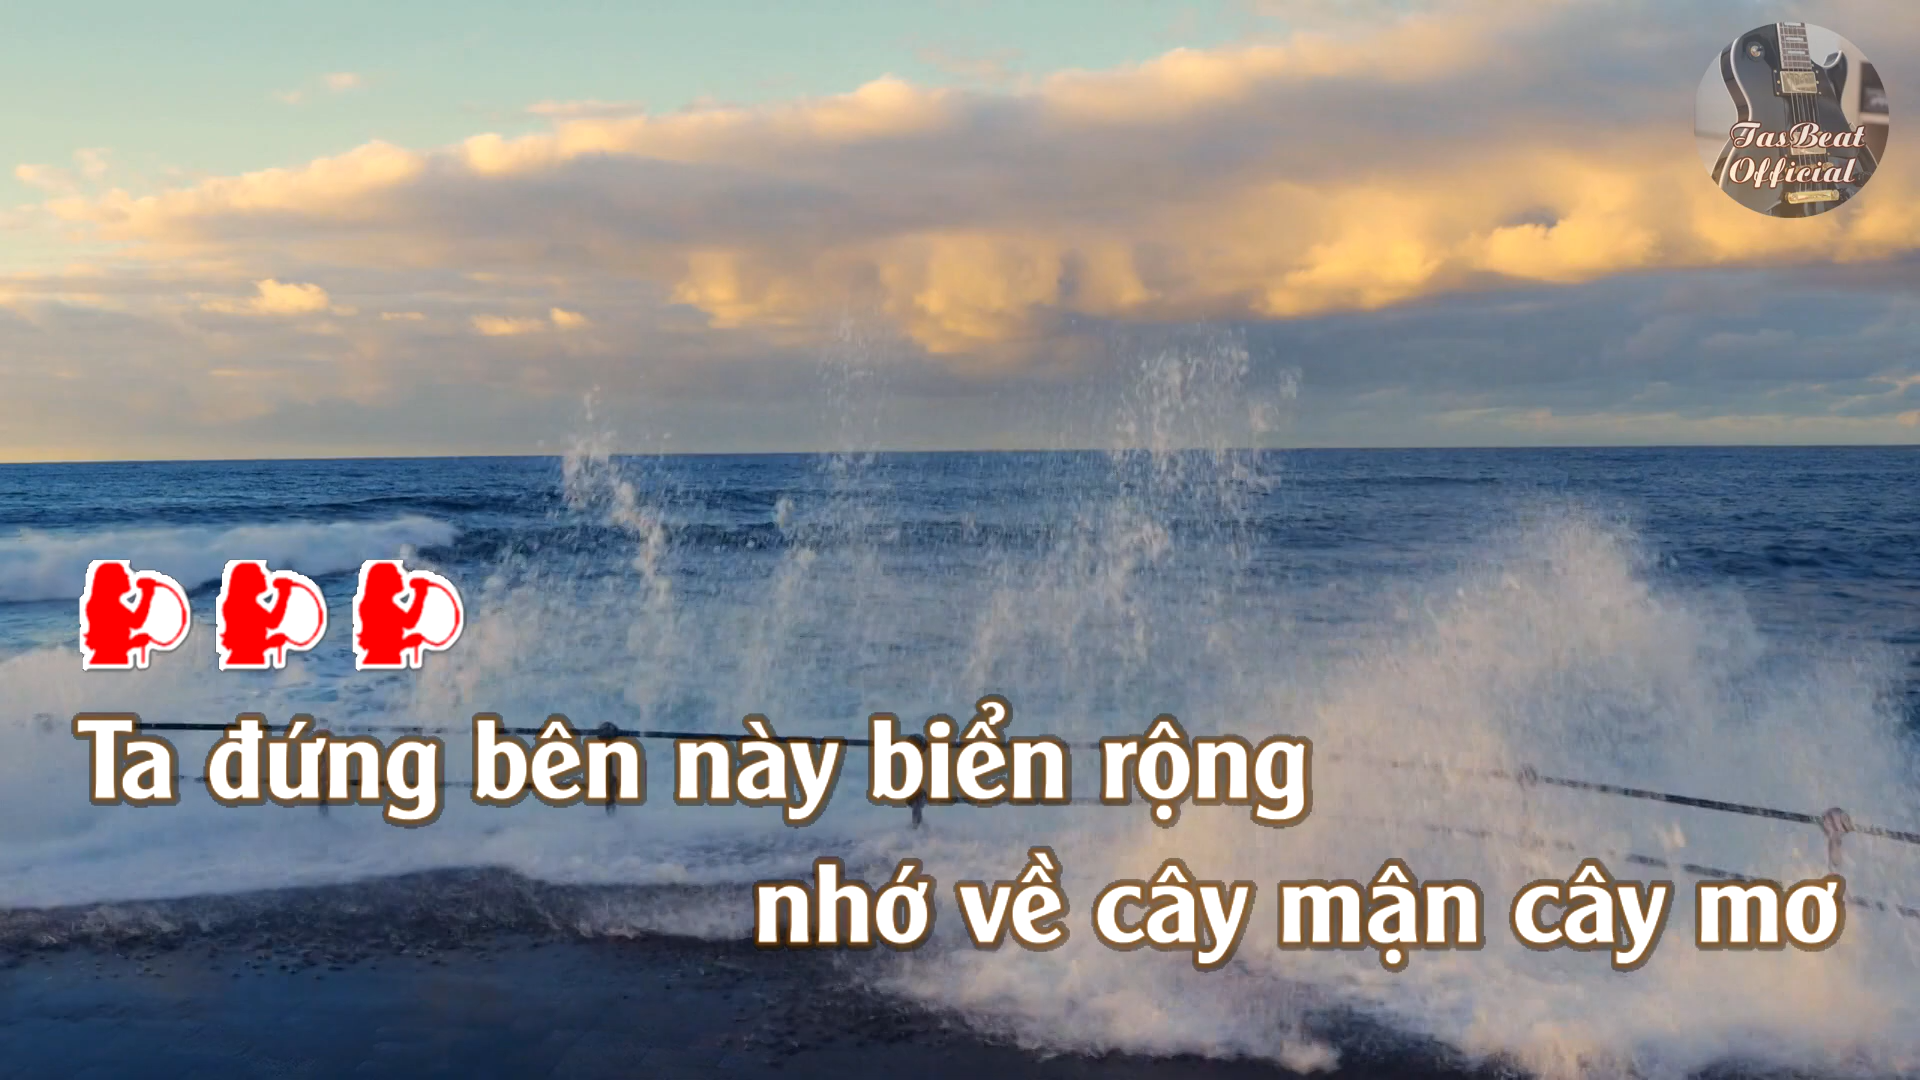 TasBeat
Official
Ta đứng bên này biển rộng
nhớ về cây mận cây mơ